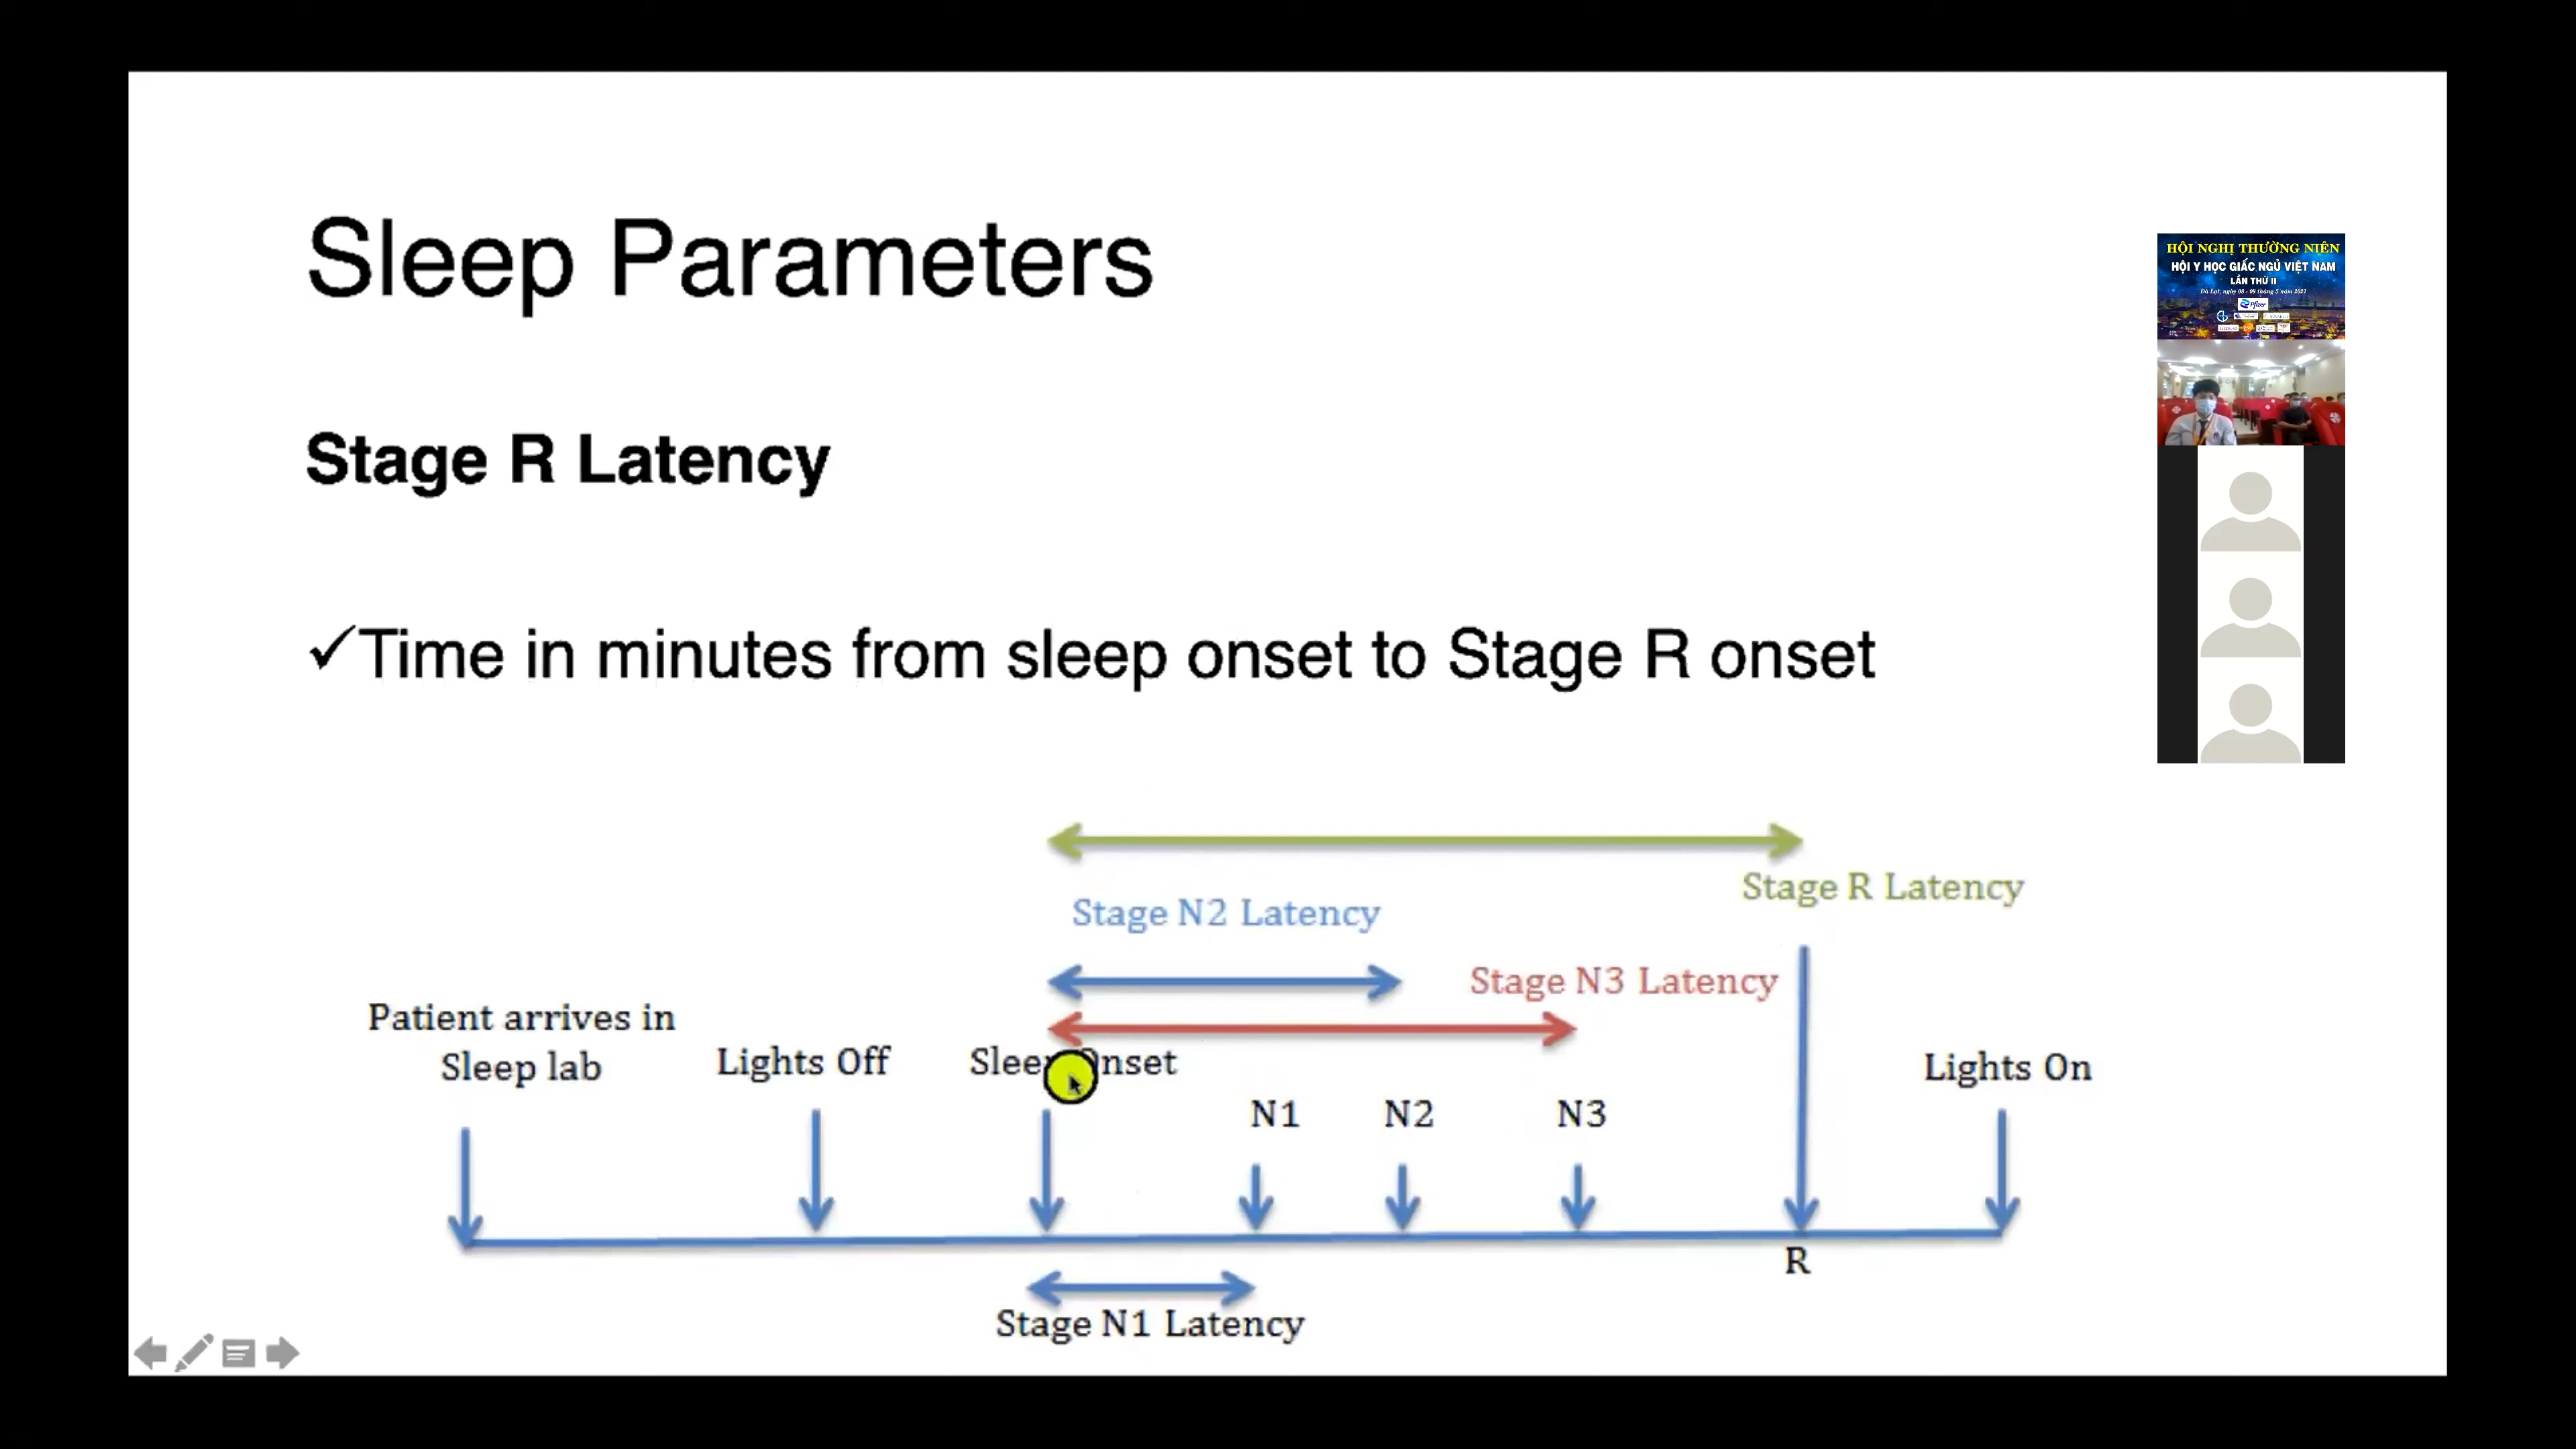 Sleep Parameters
Stage R Latency
✓Time in minutes from sleep onset to Stage R onset
Stage R Latency
Stage N2 Latency
Stage N3 Latency
Patient arrives in
Sleep lab
Lights Off
Sleep Onset
Lights On
N1
N2
N3
R
Stage N1 Latency
HỘI NGHỊ THƯỜNG NIÊN
HỘI Y HỌC GIẤC NGỦ VIỆT NAM
LẦN THỨ II
Pfizer